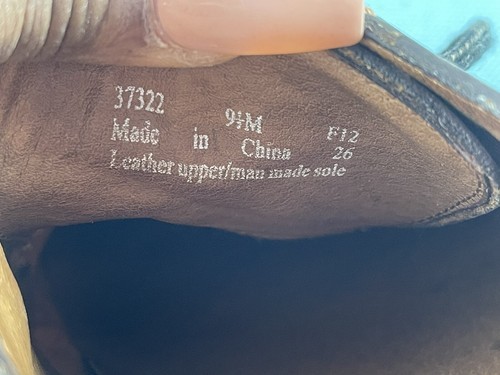 37322 9½M F12
Made in China 26
Leather upper/man made sole